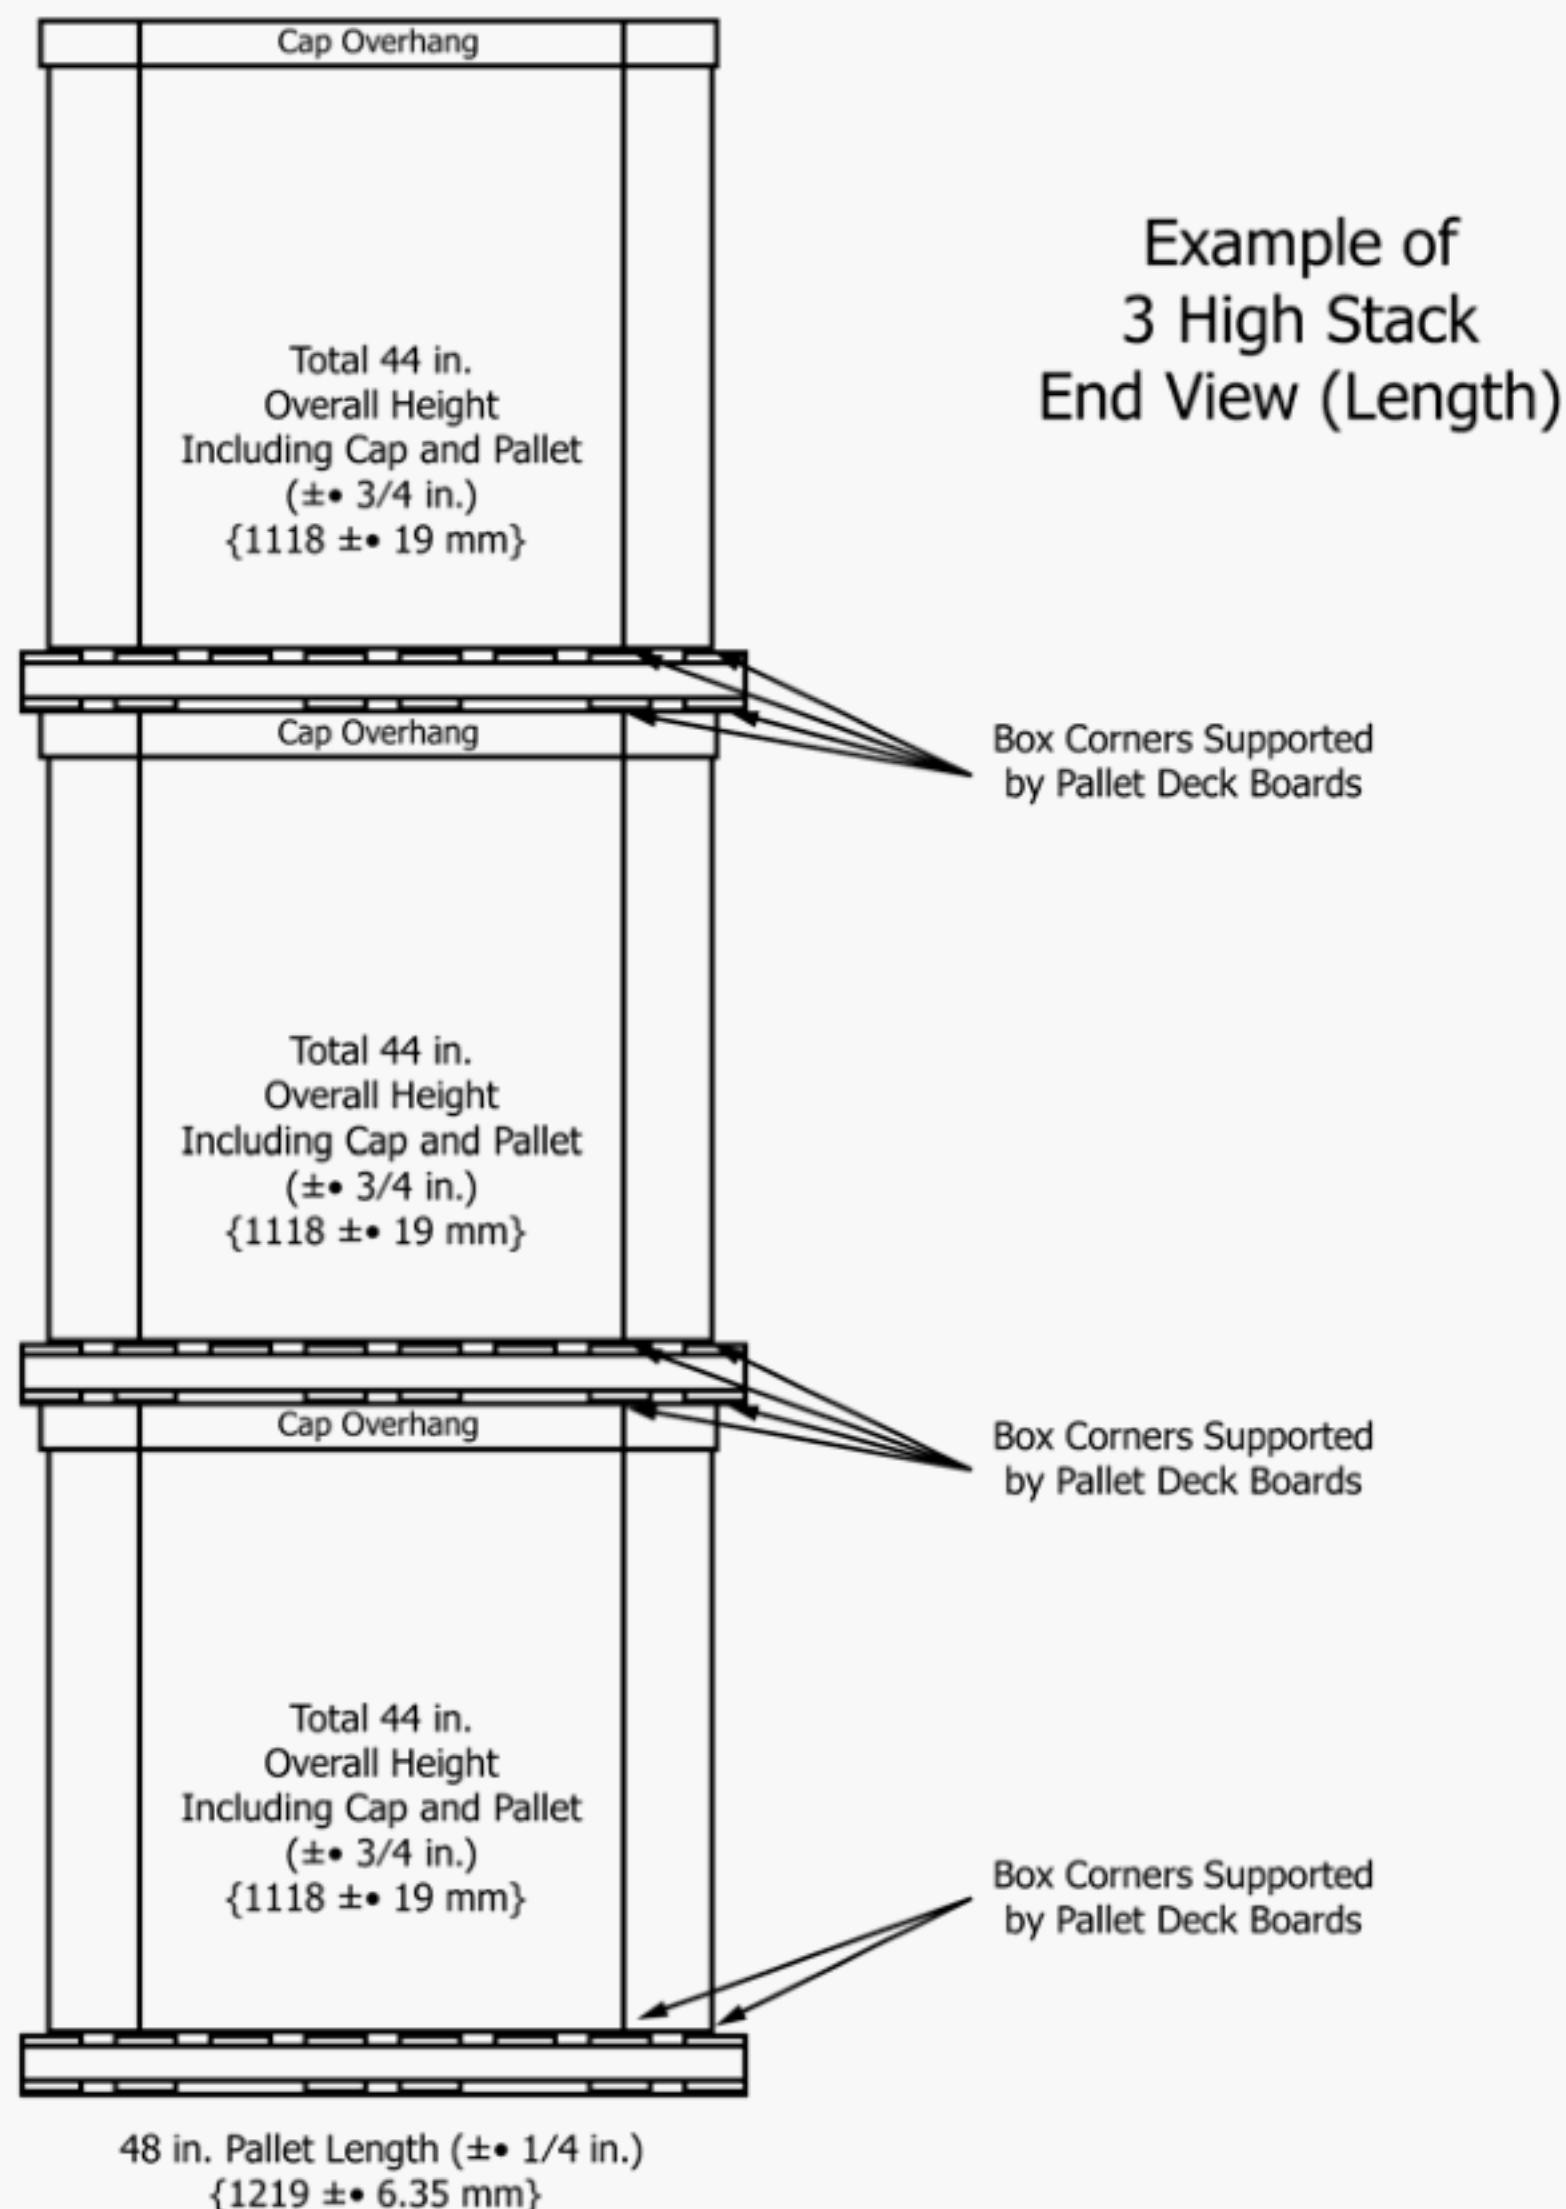 Cap Overhang
Example of
3 High Stack
End View (Length)
Total 44 in.
Overall Height
Including Cap and Pallet
(±• 3/4 in.)
{1118 ±• 19 mm}
Cap Overhang
Box Corners Supported
by Pallet Deck Boards
Total 44 in.
Overall Height
Including Cap and Pallet
(±• 3/4 in.)
{1118 ±• 19 mm}
Cap Overhang
Box Corners Supported
by Pallet Deck Boards
Total 44 in.
Overall Height
Including Cap and Pallet
(±• 3/4 in.)
{1118 ±• 19 mm}
Box Corners Supported
by Pallet Deck Boards
48 in. Pallet Length (±• 1/4 in.)
{1219 ±• 6.35 mm}